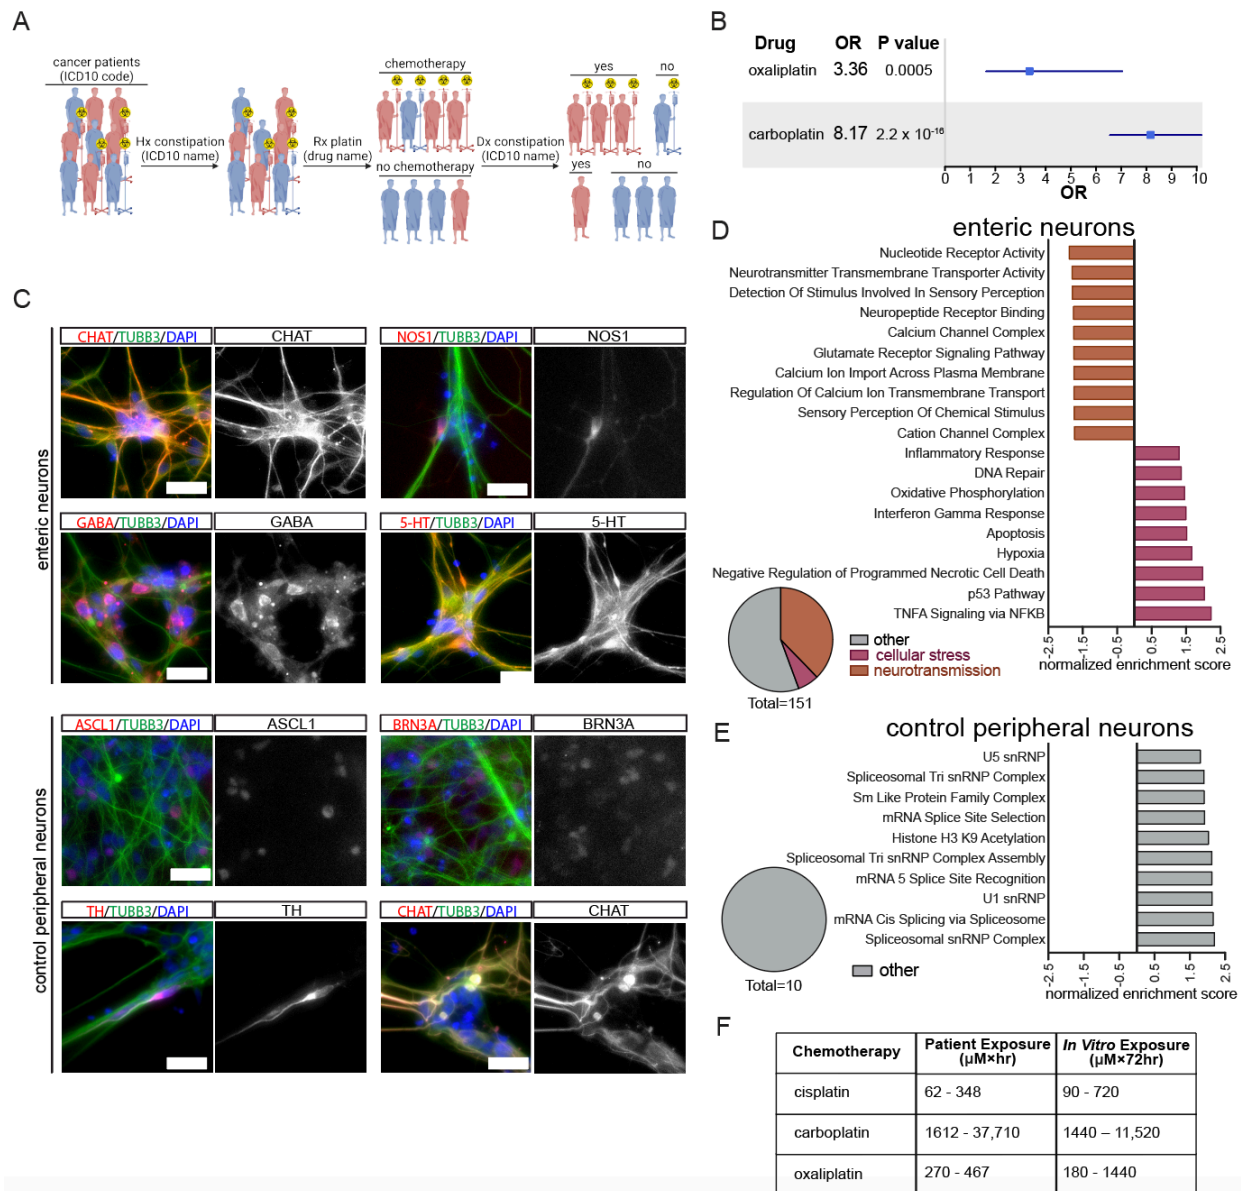 A
cancer patients
(ICD10 code)
Hx constipation
(ICD10 name)
Rx platin
(drug name)
chemotherapy
no chemotherapy
Dx constipation
(ICD10 name)
yes
no
yes
no
B
Drug OR P value
oxaliplatin 3.36 0.0005
carboplatin 8.17 2.2 x 10⁻¹⁶
0 1 2 3 4 5 6 7 8 9 10
OR
C
enteric neurons
CHAT/TUBB3/DAPI CHAT NOS1/TUBB3/DAPI NOS1
GABA/TUBB3/DAPI GABA 5-HT/TUBB3/DAPI 5-HT
control peripheral neurons
ASCL1/TUBB3/DAPI ASCL1 BRN3A/TUBB3/DAPI BRN3A
TH/TUBB3/DAPI TH CHAT/TUBB3/DAPI CHAT
D
enteric neurons
Nucleotide Receptor Activity
Neurotransmitter Transmembrane Transporter Activity
Detection Of Stimulus Involved In Sensory Perception
Neuropeptide Receptor Binding
Calcium Channel Complex
Glutamate Receptor Signaling Pathway
Calcium Ion Import Across Plasma Membrane
Regulation Of Calcium Ion Transmembrane Transport
Sensory Perception Of Chemical Stimulus
Cation Channel Complex
Inflammatory Response
DNA Repair
Oxidative Phosphorylation
Interferon Gamma Response
Apoptosis
Hypoxia
Negative Regulation of Programmed Necrotic Cell Death
p53 Pathway
TNFA Signaling via NFKB
-2.5 -1.5 -0.5 0.5 1.5 2.5
normalized enrichment score
other
cellular stress
neurotransmission
Total=151
E
control peripheral neurons
U5 snRNP
Spliceosomal Tri snRNP Complex
Sm Like Protein Family Complex
mRNA Splice Site Selection
Histone H3 K9 Acetylation
Spliceosomal Tri snRNP Complex Assembly
mRNA 5 Splice Site Recognition
U1 snRNP
mRNA Cis Splicing via Spliceosome
Spliceosomal snRNP Complex
-2.5 -1.5 -0.5 0.5 1.5 2.5
normalized enrichment score
other
Total=10
F
Chemotherapy Patient Exposure (µM×hr) In Vitro Exposure (µM×72hr)
cisplatin 62 - 348 90 - 720
carboplatin 1612 - 37,710 1440 – 11,520
oxaliplatin 270 - 467 180 - 1440